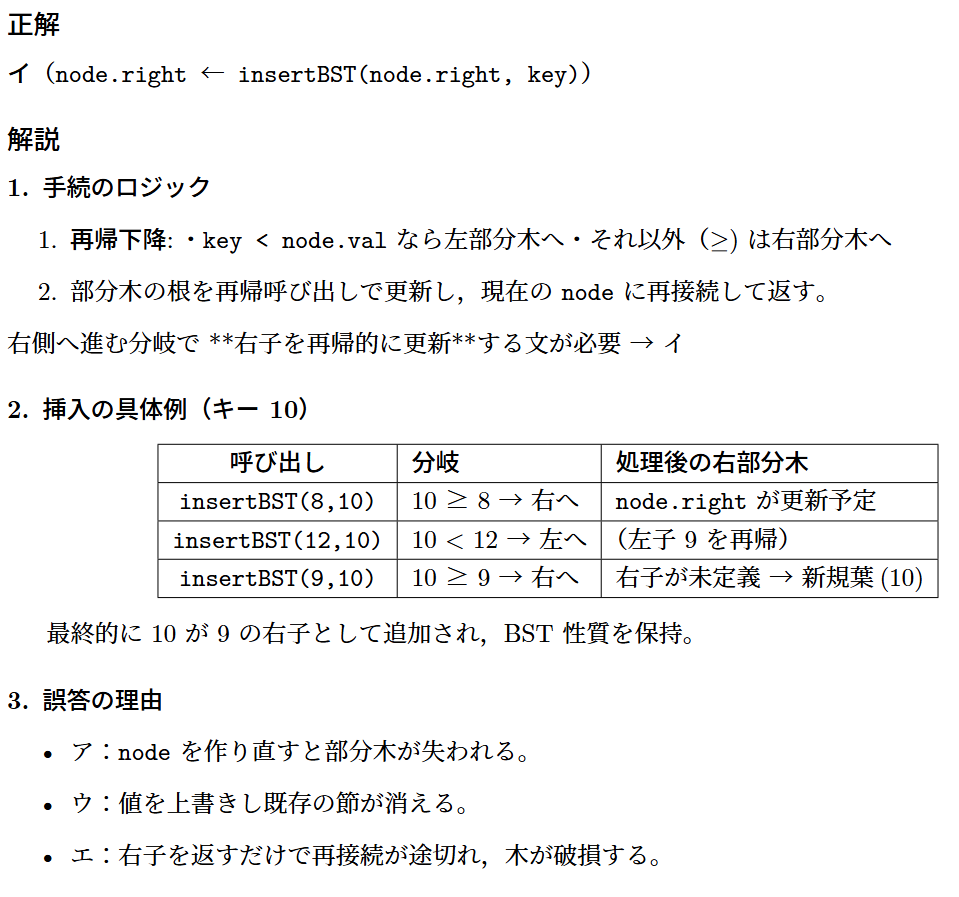 正解
イ（node.right ← insertBST(node.right, key)）
解説
1. 手続のロジック
1. 再帰下降: ・key < node.val なら左部分木へ・それ以外（≥) は右部分木へ
2. 部分木の根を再帰呼び出しで更新し，現在の node に再接続して返す。
右側へ進む分岐で **右子を再帰的に更新**する文が必要 → イ
2. 挿入の具体例（キー 10）
呼び出し 分岐 処理後の右部分木
insertBST(8,10) 10 ≥ 8 → 右へ node.right が更新予定
insertBST(12,10) 10 < 12 → 左へ （左子 9 を再帰）
insertBST(9,10) 10 ≥ 9 → 右へ 右子が未定義 → 新規葉 (10)
最終的に 10 が 9 の右子として追加され，BST 性質を保持。
3. 誤答の理由
• ア：node を作り直すと部分木が失われる。
• ウ：値を上書きし既存の節が消える。
• エ：右子を返すだけで再接続が途切れ，木が破損する。